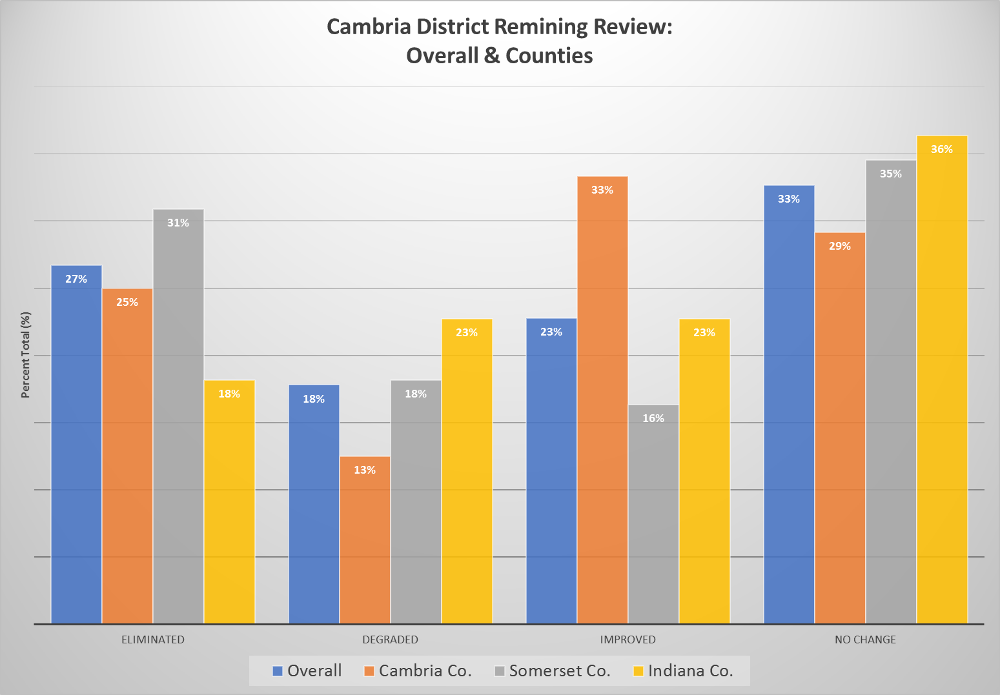 Cambria District Remining Review:
Overall & Counties
Percent Total (%)
27%
25%
31%
18%
18%
13%
18%
23%
23%
33%
16%
23%
33%
29%
35%
36%
ELIMINATED
DEGRADED
IMPROVED
NO CHANGE
Overall
Cambria Co.
Somerset Co.
Indiana Co.